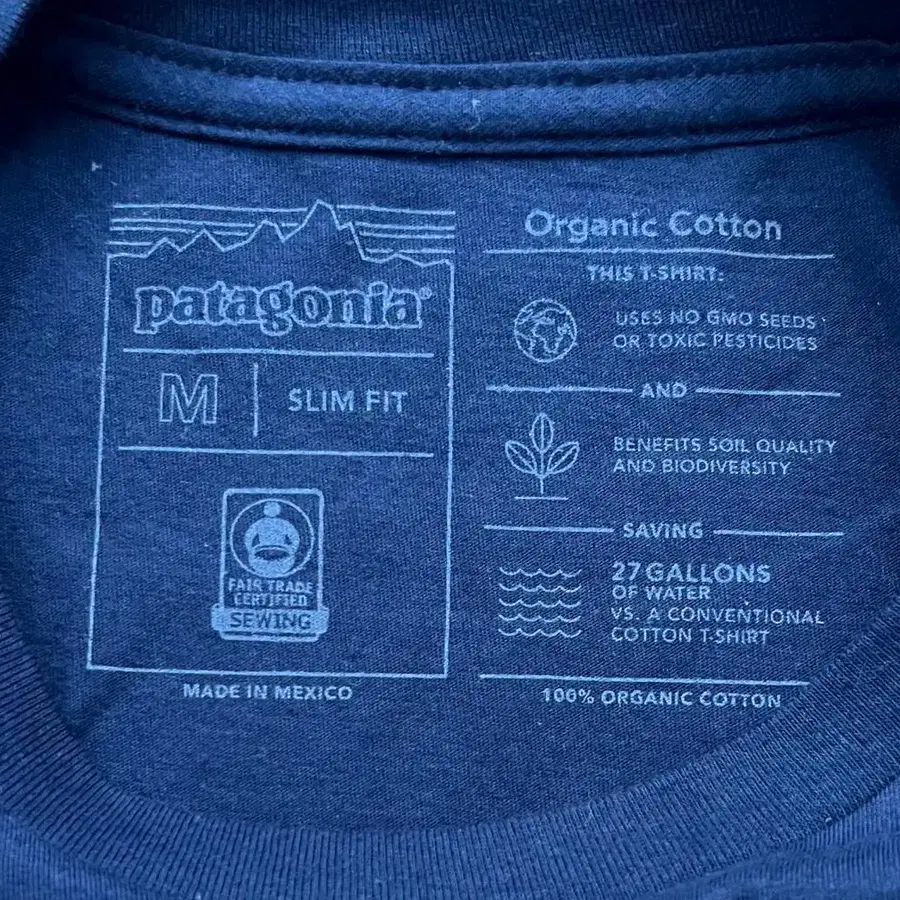 patagonia®
M | SLIM FIT
FAIR TRADE
CERTIFIED
SEWING
MADE IN MEXICO
Organic Cotton
THIS T-SHIRT:
USES NO GMO SEEDS
OR TOXIC PESTICIDES
AND
BENEFITS SOIL QUALITY
AND BIODIVERSITY
SAVING
27 GALLONS
OF WATER
VS. A CONVENTIONAL
COTTON T-SHIRT
100% ORGANIC COTTON